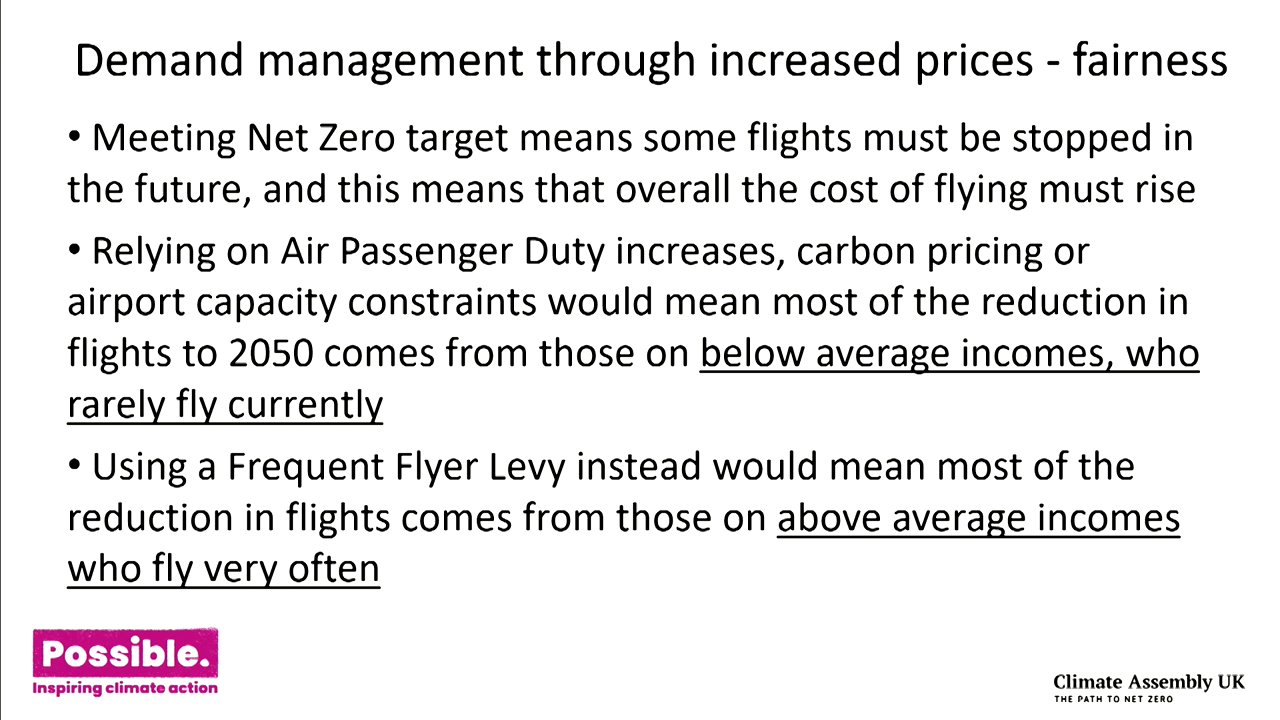 Demand management through increased prices - fairness
• Meeting Net Zero target means some flights must be stopped in
the future, and this means that overall the cost of flying must rise
• Relying on Air Passenger Duty increases, carbon pricing or
airport capacity constraints would mean most of the reduction in
flights to 2050 comes from those on below average incomes, who
rarely fly currently
• Using a Frequent Flyer Levy instead would mean most of the
reduction in flights comes from those on above average incomes
who fly very often
Possible.
Inspiring climate action
Climate Assembly UK
THE PATH TO NET ZERO